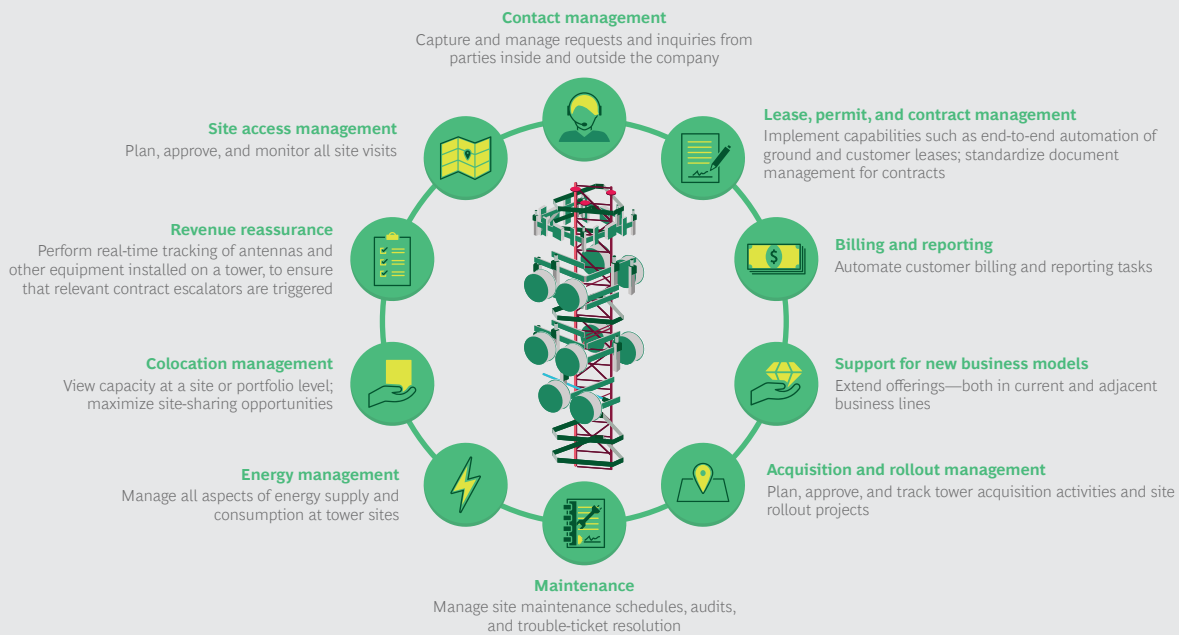 Contact management
Capture and manage requests and inquiries from
parties inside and outside the company
Lease, permit, and contract management
Implement capabilities such as end-to-end automation of
ground and customer leases; standardize document
management for contracts
Billing and reporting
Automate customer billing and reporting tasks
Support for new business models
Extend offerings—both in current and adjacent
business lines
Acquisition and rollout management
Plan, approve, and track tower acquisition activities and site
rollout projects
Maintenance
Manage site maintenance schedules, audits,
and trouble-ticket resolution
Energy management
Manage all aspects of energy supply and
consumption at tower sites
Colocation management
View capacity at a site or portfolio level;
maximize site-sharing opportunities
Revenue reassurance
Perform real-time tracking of antennas and
other equipment installed on a tower, to ensure
that relevant contract escalators are triggered
Site access management
Plan, approve, and monitor all site visits
$